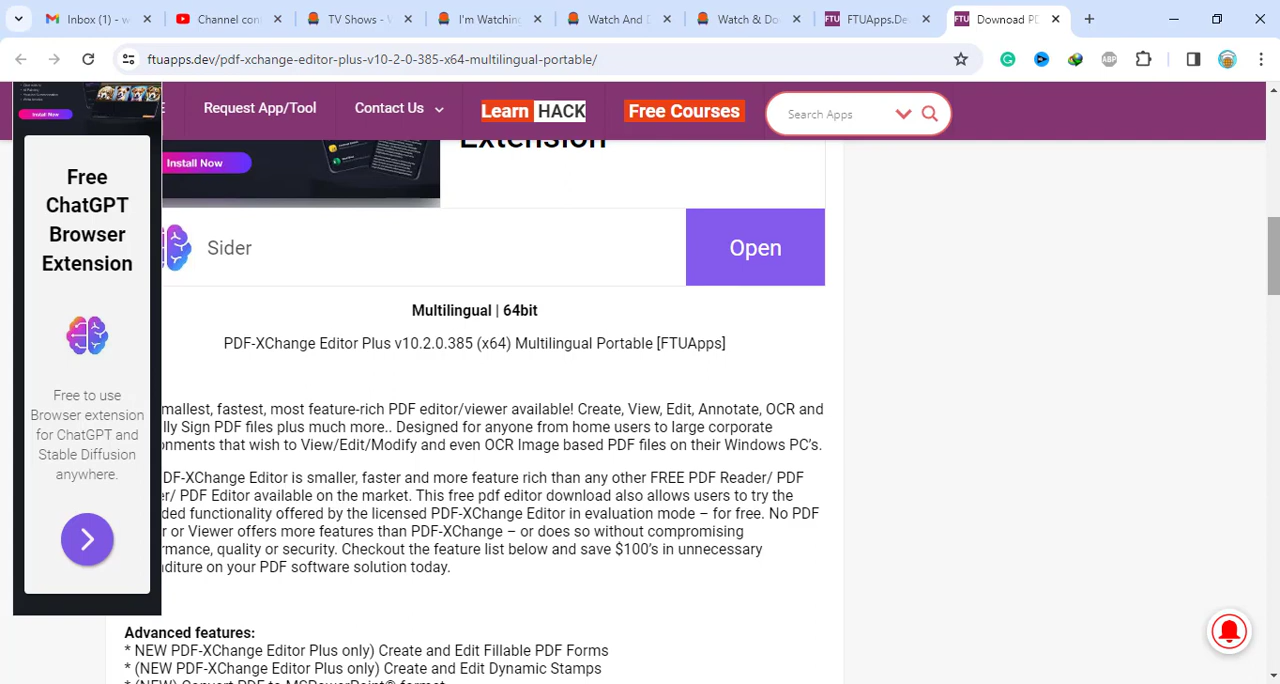 Inbox (1) –
Channel con
TV Shows - V
I'm Watching
Watch And D
Watch & Do
FTUApps.De
Downoad PD
ftuapps.dev/pdf-xchange-editor-plus-v10-2-0-385-x64-multilingual-portable/
Request App/Tool
Contact Us
Learn HACK
Free Courses
Search Apps
Install Now
Extension
Install Now
Free
ChatGPT
Browser
Extension
Free to use
Browser extension
for ChatGPT and
Stable Diffusion
anywhere.
Sider
Open
Multilingual | 64bit
PDF-XChange Editor Plus v10.2.0.385 (x64) Multilingual Portable [FTUApps]
mallest, fastest, most feature-rich PDF editor/viewer available! Create, View, Edit, Annotate, OCR and
lly Sign PDF files plus much more.. Designed for anyone from home users to large corporate
onments that wish to View/Edit/Modify and even OCR Image based PDF files on their Windows PC's.
DF-XChange Editor is smaller, faster and more feature rich than any other FREE PDF Reader/ PDF
er/ PDF Editor available on the market. This free pdf editor download also allows users to try the
ded functionality offered by the licensed PDF-XChange Editor in evaluation mode – for free. No PDF
r or Viewer offers more features than PDF-XChange – or does so without compromising
rmance, quality or security. Checkout the feature list below and save $100's in unnecessary
nditure on your PDF software solution today.
Advanced features:
* NEW PDF-XChange Editor Plus only) Create and Edit Fillable PDF Forms
* (NEW PDF-XChange Editor Plus only) Create and Edit Dynamic Stamps
* (NEW) Convert PDF to MSPowerPoint® format